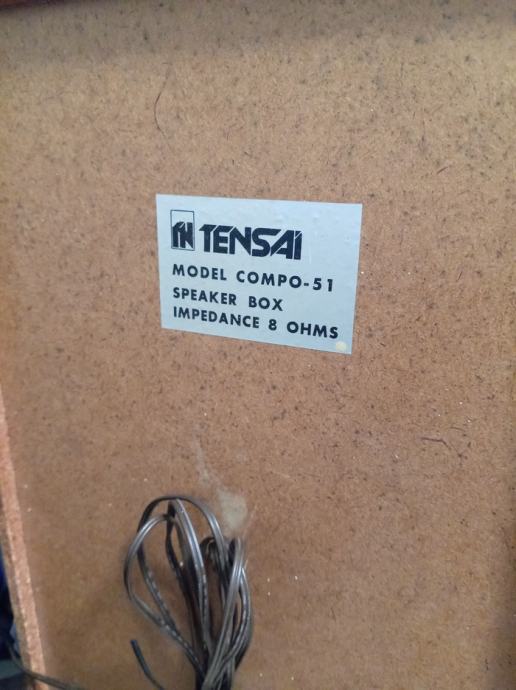 TENSAI
MODEL COMPO-51
SPEAKER BOX
IMPEDANCE 8 OHMS